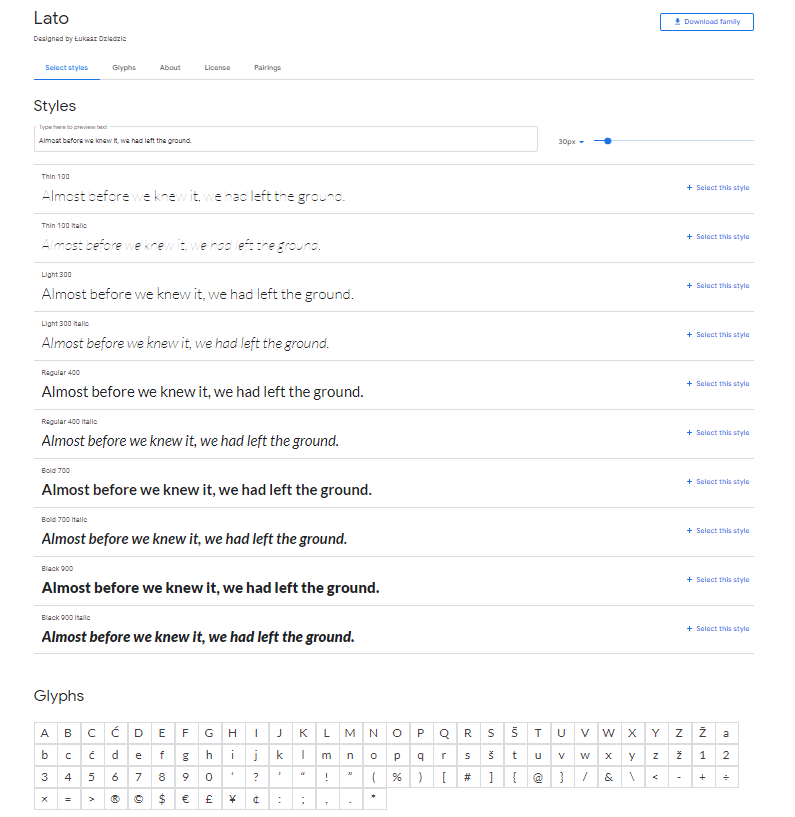 Lato
Download family
Designed by Łukasz Dziedzic
Select styles Glyphs About License Pairings
Styles
Type here to preview text
Almost before we knew it, we had left the ground.
30px
Thin 100
Almost before we knew it, we had left the ground.
+ Select this style
Thin 100 Italic
Almost before we knew it, we had left the ground.
+ Select this style
Light 300
Almost before we knew it, we had left the ground.
+ Select this style
Light 300 Italic
Almost before we knew it, we had left the ground.
+ Select this style
Regular 400
Almost before we knew it, we had left the ground.
+ Select this style
Regular 400 Italic
Almost before we knew it, we had left the ground.
+ Select this style
Bold 700
Almost before we knew it, we had left the ground.
+ Select this style
Bold 700 Italic
Almost before we knew it, we had left the ground.
+ Select this style
Black 900
Almost before we knew it, we had left the ground.
+ Select this style
Black 900 Italic
Almost before we knew it, we had left the ground.
+ Select this style
Glyphs
A B C Ć D E F G H I J K L M N O P Q R S Š T U V W X Y Z Ž a
b c ć d e f g h i j k l m n o p q r s š t u v w x y z ž 1 2
3 4 5 6 7 8 9 0 ‘ ? ’ “ ! ” ( % ) [ # ] { @ } / & \ < - + ÷
× = > ® © $ € £ ¥ ¢ : ; , . *